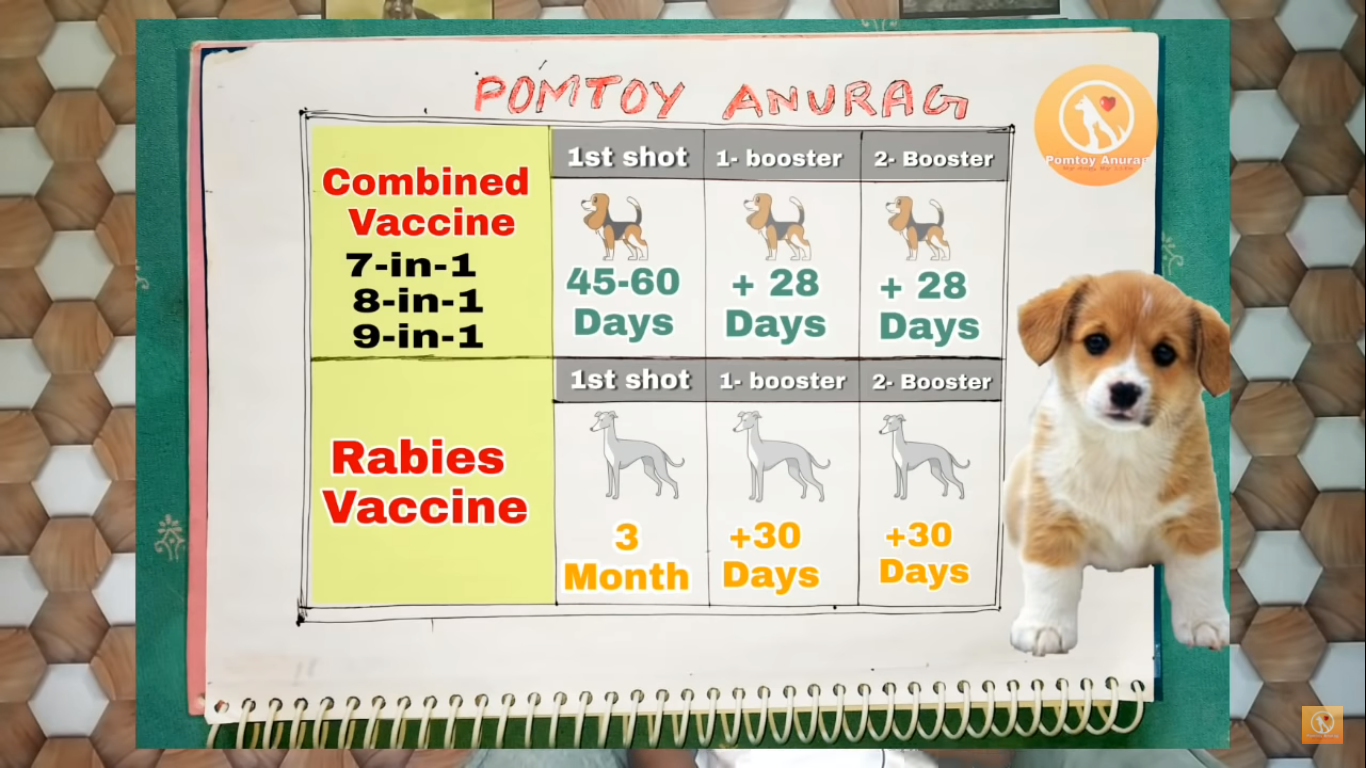 POMTOY ANURAG
Pomtoy Anurag
Combined
Vaccine
7-in-1
8-in-1
9-in-1
1st shot
1- booster
2- Booster
45-60
Days
+ 28
Days
+ 28
Days
Rabies
Vaccine
1st shot
1- booster
2- Booster
3
Month
+30
Days
+30
Days